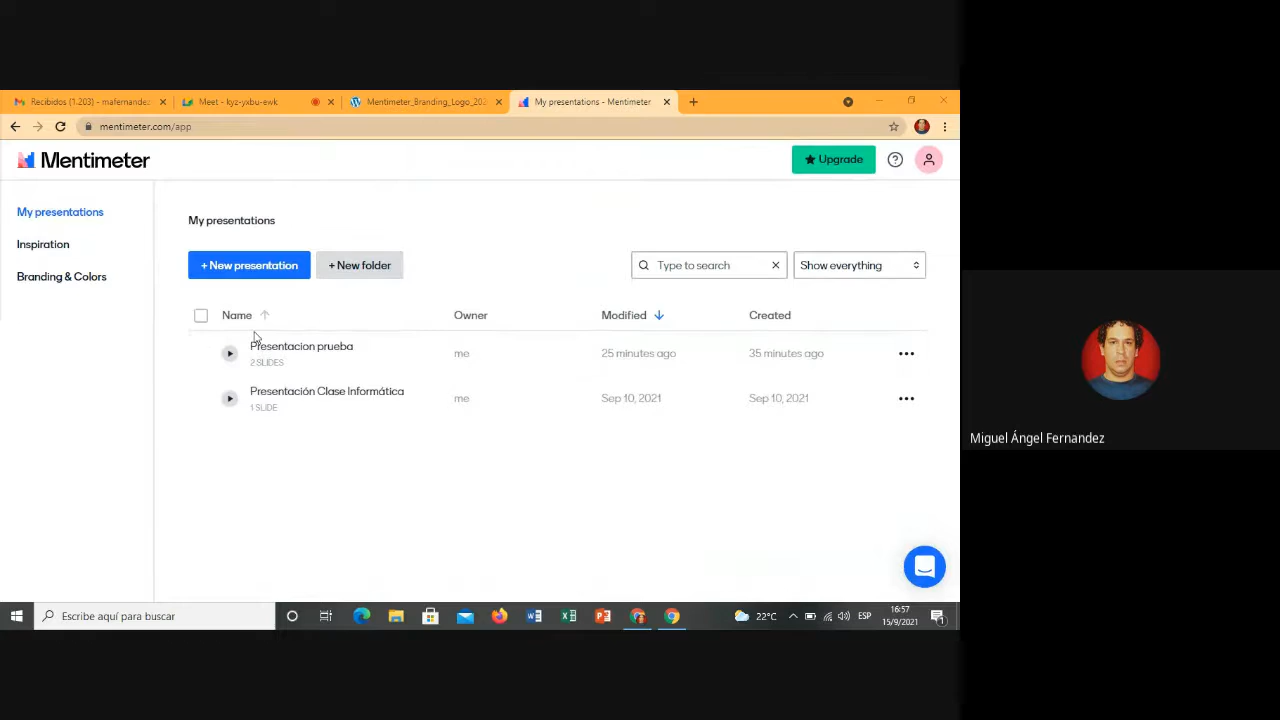 Recibidos (1.203) - mafernandez
Meet - kyz-yxbu-ewk
Mentimeter_Branding_Logo_202
My presentations - Mentimeter
mentimeter.com/app
Mentimeter
Upgrade
My presentations
Inspiration
Branding & Colors
My presentations
+ New presentation
+ New folder
Type to search
Show everything
Name
Owner
Modified
Created
Presentacion prueba
2 SLIDES
me
25 minutes ago
35 minutes ago
Presentación Clase Informática
1 SLIDE
me
Sep 10, 2021
Sep 10, 2021
Miguel Ángel Fernandez
Escribe aquí para buscar
22°C
ESP
16:57
15/9/2021
1